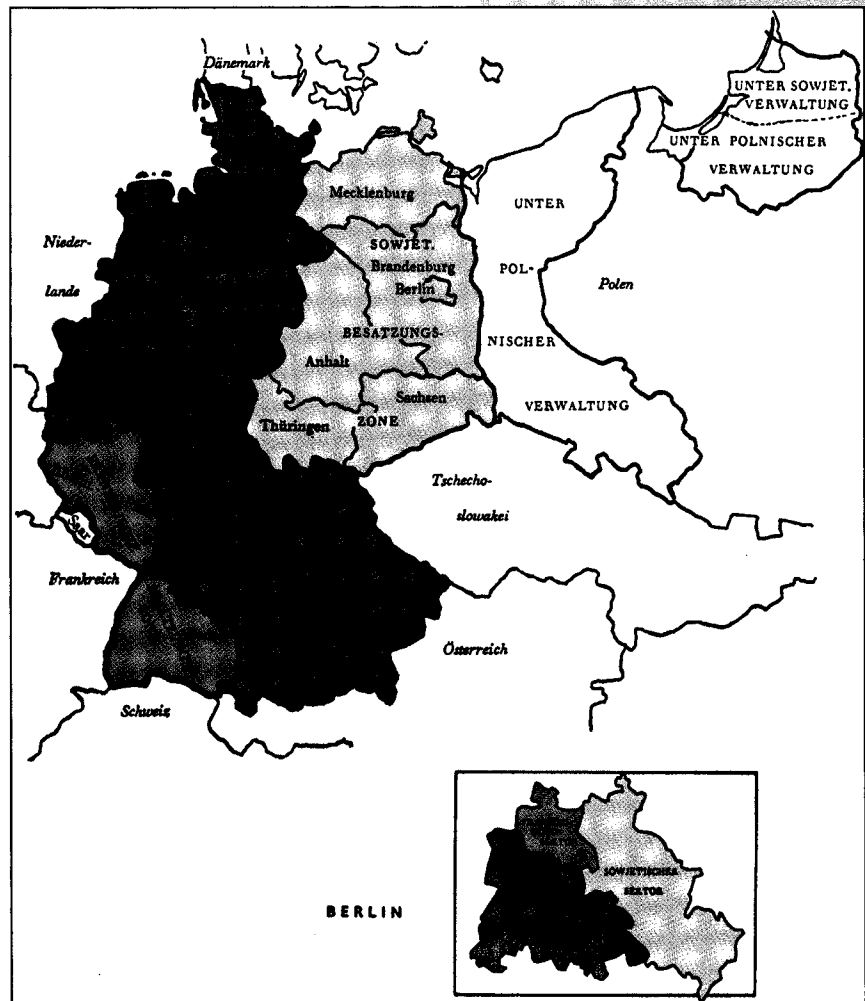 Dänemark
UNTER SOWJET.
VERWALTUNG
UNTER POLNISCHER
VERWALTUNG
Mecklenburg
UNTER
Nieder-
lande
SOWJET.
Brandenburg
Berlin
POL-
Polen
BESATZUNGS-
NISCHER
Anhalt
Sachsen
VERWALTUNG
Thüringen
ZONE
Tschecho-
slowakei
Saar
Frankreich
Österreich
Schweiz
SOWJETISCHER
SEKTOR
BERLIN